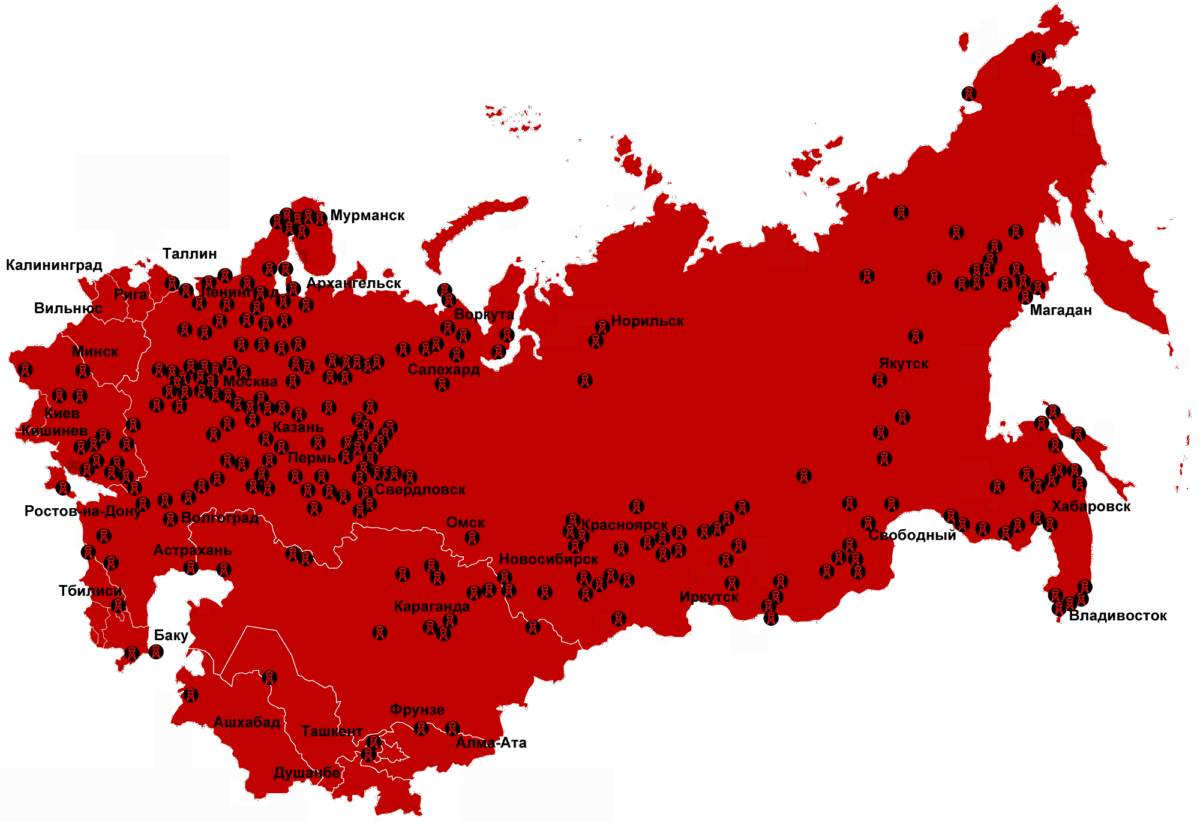 Мурманск
Таллин
Калининград
Архангельск
Рига
Ленинград
Вильнюс
Воркута
Норильск
Магадан
Минск
Салехард
Якутск
Москва
Киев
Казань
Кишинев
Пермь
Свердловск
Ростов-на-Дону
Хабаровск
Волгоград
Омск
Красноярск
Свободный
Астрахань
Новосибирск
Тбилиси
Иркутск
Караганда
Владивосток
Баку
Фрунзе
Ашхабад
Ташкент
Алма-Ата
Душанбе